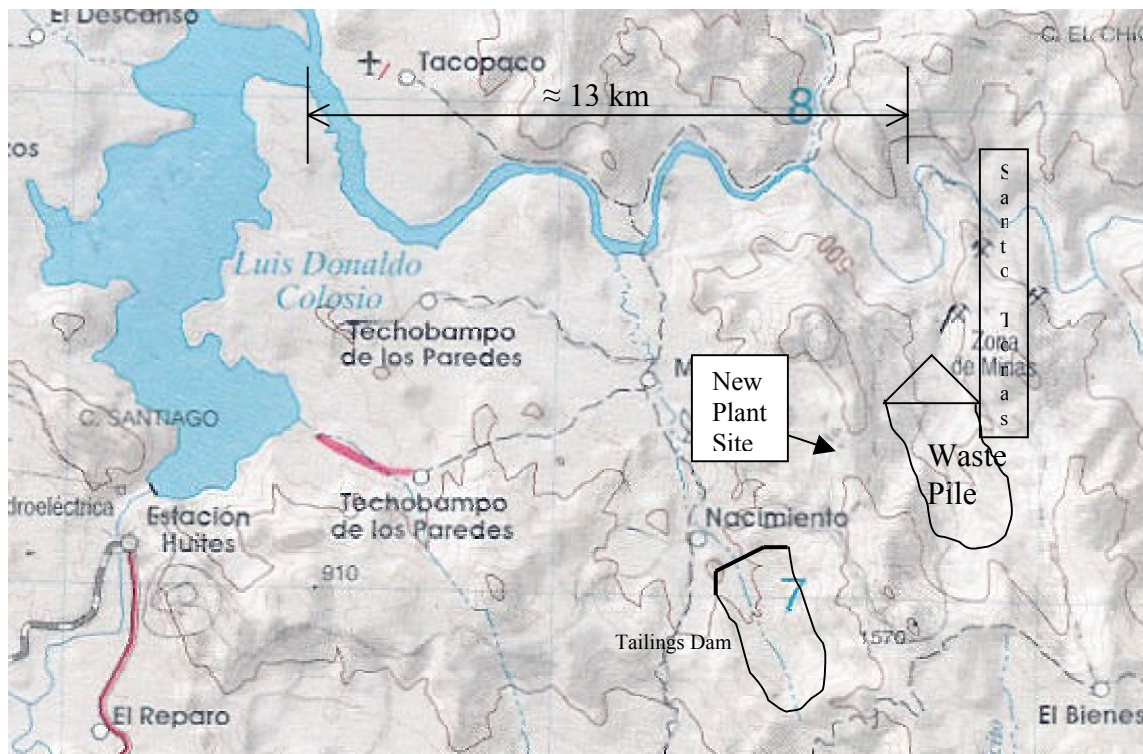 El Descanso
Tacopaco
C. EL CHIC
≈ 13 km
8
Santo Tomas
Luis Donaldo
Colosio
500
Techobampo
de los Paredes
Zona
de Minas
M
New
Plant
Site
C. SANTIAGO
Waste
Pile
droeléctrica
Estación
Huites
Techobampo
de los Paredes
Nacimiento
910
7
1570
Tailings Dam
El Reparo
El Bienes